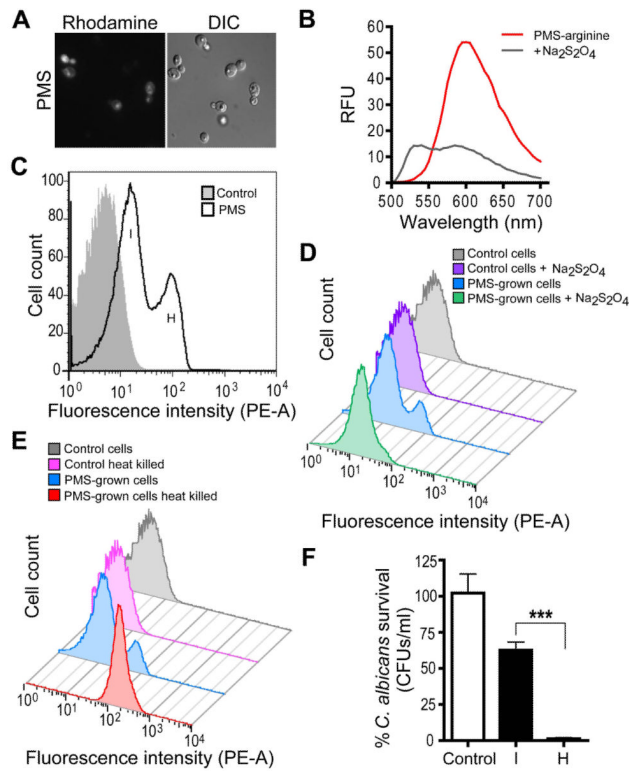 A
Rhodamine
DIC
PMS
B
RFU
60
50
40
30
20
10
0
500
550
600
650
700
Wavelength (nm)
PMS-arginine
+Na2S2O4
C
Cell count
100
80
60
40
20
0
Control
PMS
I
H
10^0
10^1
10^2
10^3
10^4
Fluorescence intensity (PE-A)
D
Control cells
Control cells + Na2S2O4
PMS-grown cells
PMS-grown cells + Na2S2O4
Cell count
10^0
10^1
10^2
10^3
10^4
Fluorescence intensity (PE-A)
E
Control cells
Control heat killed
PMS-grown cells
PMS-grown cells heat killed
Cell count
10^0
10^1
10^2
10^3
10^4
Fluorescence intensity (PE-A)
F
% C. albicans survival
(CFUs/ml)
125
100
75
50
25
0
***
Control
I
H